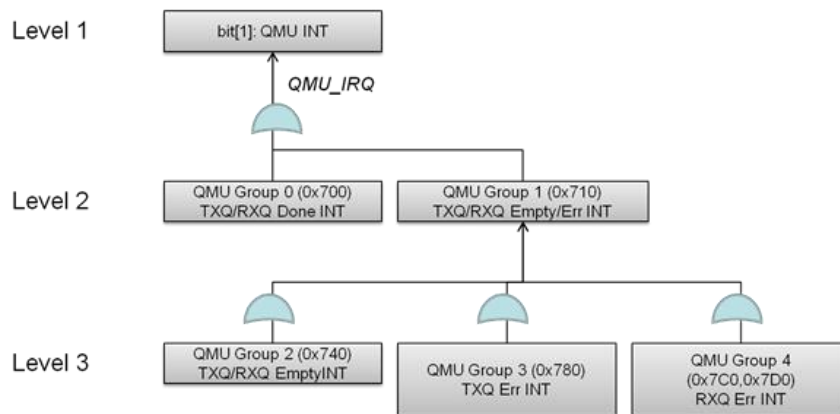 Level 1
bit[1]: QMU INT
QMU_IRQ
Level 2
QMU Group 0 (0x700)
TXQ/RXQ Done INT
QMU Group 1 (0x710)
TXQ/RXQ Empty/Err INT
Level 3
QMU Group 2 (0x740)
TXQ/RXQ EmptyINT
QMU Group 3 (0x780)
TXQ Err INT
QMU Group 4
(0x7C0,0x7D0)
RXQ Err INT